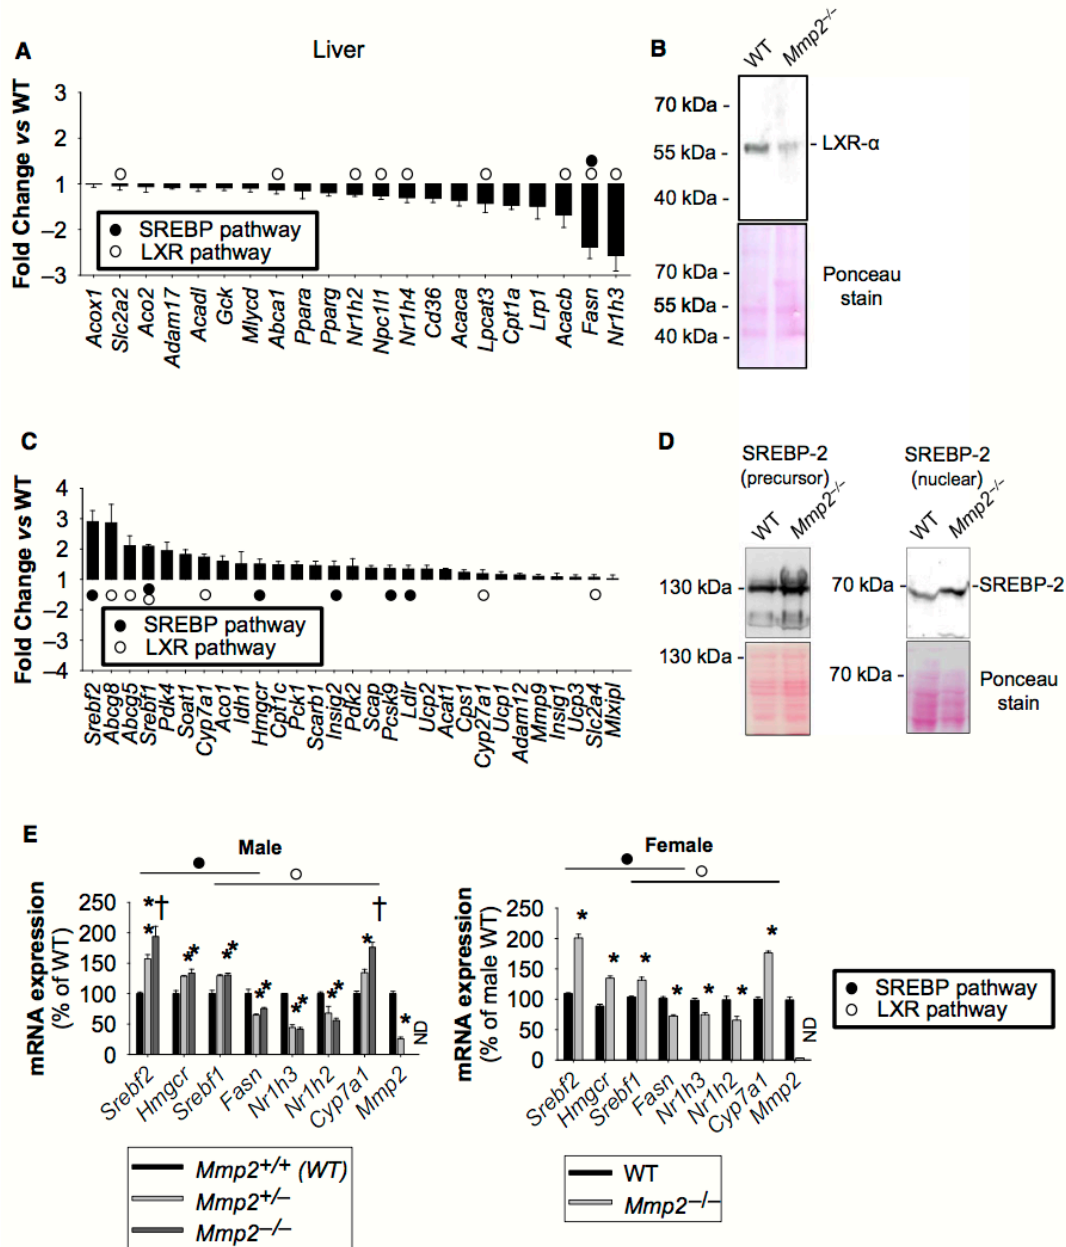 A
Liver
Fold Change vs WT
3
2
1
–2
–3
SREBP pathway
LXR pathway
Acox1
Slc2a2
Aco2
Adam17
Acadl
Gck
Mlycd
Abca1
Ppara
Pparg
Nr1h2
Npc1l1
Nr1h4
Cd36
Acaca
Lpcat3
Cpt1a
Lrp1
Acacb
Fasn
Nr1h3
B
WT
Mmp2–/–
70 kDa -
55 kDa -
40 kDa -
- LXR-α
70 kDa -
55 kDa -
40 kDa -
Ponceau
stain
C
Fold Change vs WT
4
3
2
1
–2
–3
–4
SREBP pathway
LXR pathway
Srebf2
Abcg8
Abcg5
Srebf1
Pdk4
Soat1
Cyp7a1
Aco1
Idh1
Hmgcr
Cpt1c
Pck1
Scarb1
Insig2
Pdk2
Scap
Pcsk9
Ldlr
Ucp2
Acat1
Cps1
Cyp27a1
Ucp1
Adam12
Mmp9
Insig1
Ucp3
Slc2a4
Mlxipl
D
SREBP-2
(precursor)
WT
Mmp2–/–
130 kDa -
130 kDa -
SREBP-2
(nuclear)
WT
Mmp2–/–
70 kDa -
-SREBP-2
70 kDa -
Ponceau
stain
E
Male
mRNA expression
(% of WT)
250
200
150
100
50
0
* * †
* *
* *
* *
* *
* *
* †
*
ND
Srebf2
Hmgcr
Srebf1
Fasn
Nr1h3
Nr1h2
Cyp7a1
Mmp2
Mmp2+/+ (WT)
Mmp2+/–
Mmp2–/–
Female
mRNA expression
(% of male WT)
250
200
150
100
50
0
* * * * * * *
ND
Srebf2
Hmgcr
Srebf1
Fasn
Nr1h3
Nr1h2
Cyp7a1
Mmp2
WT
Mmp2–/–
SREBP pathway
LXR pathway